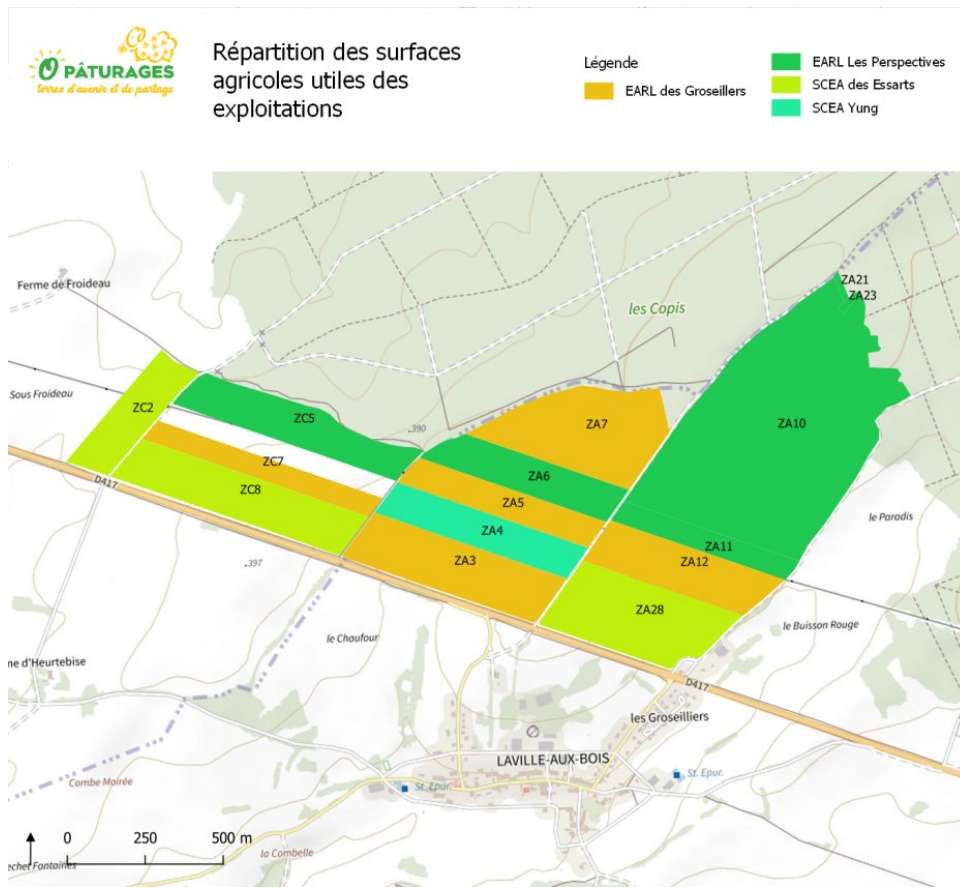 Ô PÂTURAGES
terres d'avenir et de partage
Répartition des surfaces
agricoles utiles des
exploitations
Légende
EARL des Groseillers
EARL Les Perspectives
SCEA des Essarts
SCEA Yung
Ferme de Froideau
Sous Froideau
les Copis
ZA21
ZA23
ZC2
ZC5
.390
ZA7
ZA10
ZC7
ZC8
ZA6
ZA5
ZA4
ZA3
ZA11
ZA12
le Paradis
D417
.397
ZA28
le Chaufour
le Buisson Rouge
me d'Heurtebise
D417
les Groseilliers
LAVILLE-AUX-BOIS
St. Epur.
St. Epur.
Combe Moirée
la Combelle
echet Fontaines
0 250 500 m